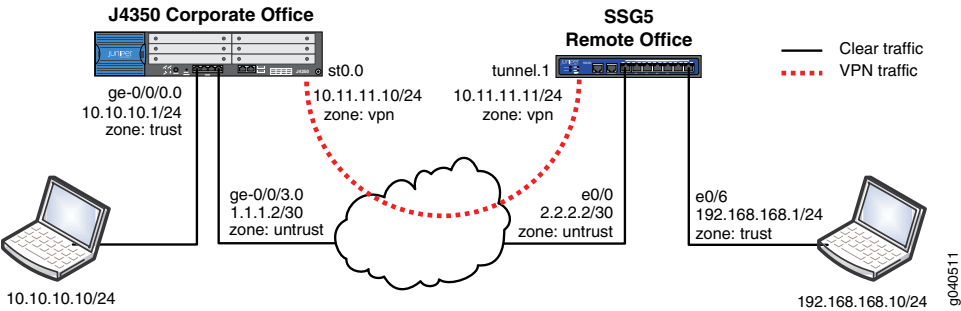 J4350 Corporate Office
SSG5
Remote Office
Clear traffic
VPN traffic
JUNIPEr
J4350
st0.0
10.11.11.10/24
zone: vpn
tunnel.1
10.11.11.11/24
zone: vpn
ge-0/0/0.0
10.10.10.1/24
zone: trust
ge-0/0/3.0
1.1.1.2/30
zone: untrust
e0/0
2.2.2.2/30
zone: untrust
e0/6
192.168.168.1/24
zone: trust
10.10.10.10/24
192.168.168.10/24
g040511